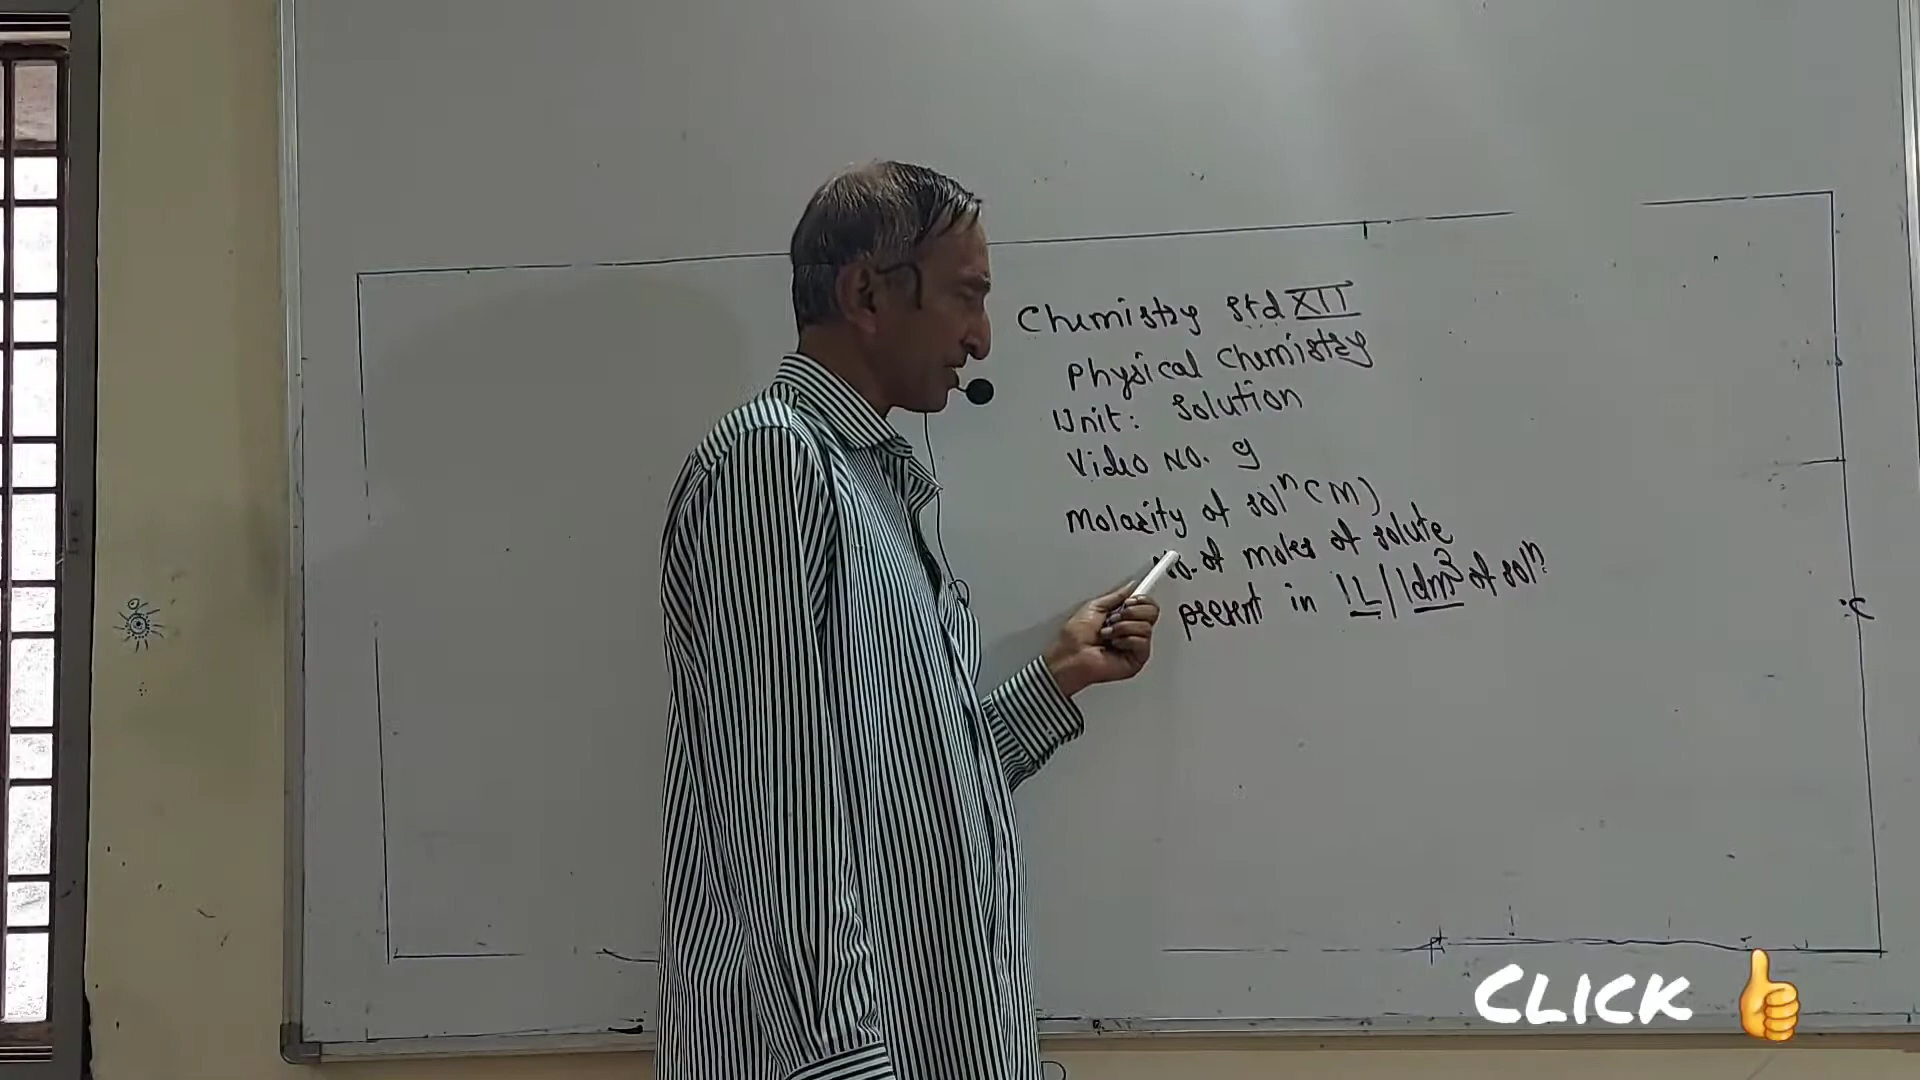 Chemistry Std XII
Physical Chemistry
Unit: Solution
Video No. 9
Molarity of solⁿ (M)
No. of moles of solute
present in 1L/1dm³ of solⁿ.
°C
CLICK 👍